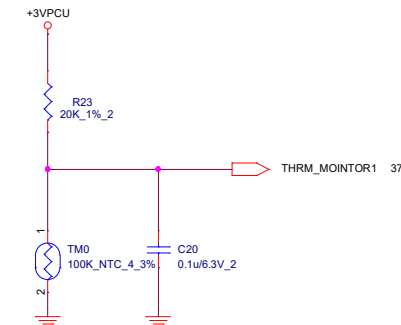 +3VPCU
R23
20K_1%_2
THRM_MOINTOR1 37
1
TM0
100K_NTC_4_3%
2
C20
0.1u/6.3V_2